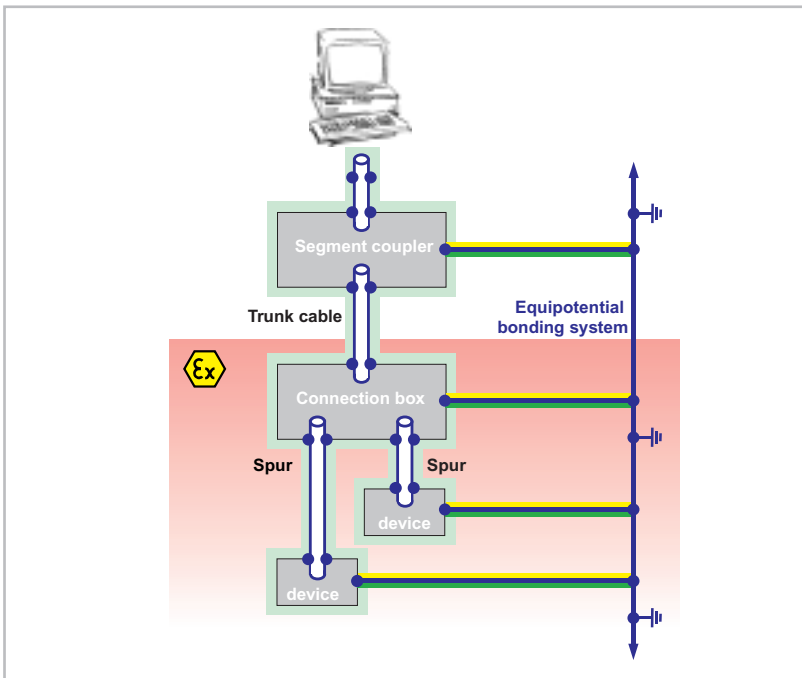 Segment coupler
Trunk cable
Equipotential
bonding system
Ex
Connection box
Spur
Spur
device
device